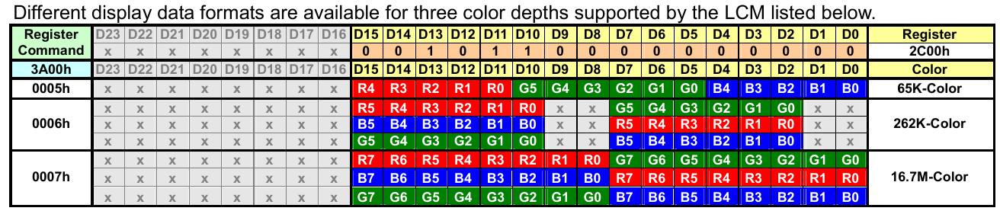 Different display data formats are available for three color depths supported by the LCM listed below.
Register Command D23 D22 D21 D20 D19 D18 D17 D16 D15 D14 D13 D12 D11 D10 D9 D8 D7 D6 D5 D4 D3 D2 D1 D0 Register
x x x x x x x x 0 0 1 0 1 1 0 0 0 0 0 0 0 0 0 0 2C00h
3A00h D23 D22 D21 D20 D19 D18 D17 D16 D15 D14 D13 D12 D11 D10 D9 D8 D7 D6 D5 D4 D3 D2 D1 D0 Color
0005h x x x x x x x x R4 R3 R2 R1 R0 G5 G4 G3 G2 G1 G0 B4 B3 B2 B1 B0 65K-Color
0006h x x x x x x x x R5 R4 R3 R2 R1 R0 x x G5 G4 G3 G2 G1 G0 x x 262K-Color
x x x x x x x x B5 B4 B3 B2 B1 B0 x x R5 R4 R3 R2 R1 R0 x x
x x x x x x x x G5 G4 G3 G2 G1 G0 x x B5 B4 B3 B2 B1 B0 x x
0007h x x x x x x x x R7 R6 R5 R4 R3 R2 R1 R0 G7 G6 G5 G4 G3 G2 G1 G0 16.7M-Color
x x x x x x x x B7 B6 B5 B4 B3 B2 B1 B0 R7 R6 R5 R4 R3 R2 R1 R0
x x x x x x x x G7 G6 G5 G4 G3 G2 G1 G0 B7 B6 B5 B4 B3 B2 B1 B0